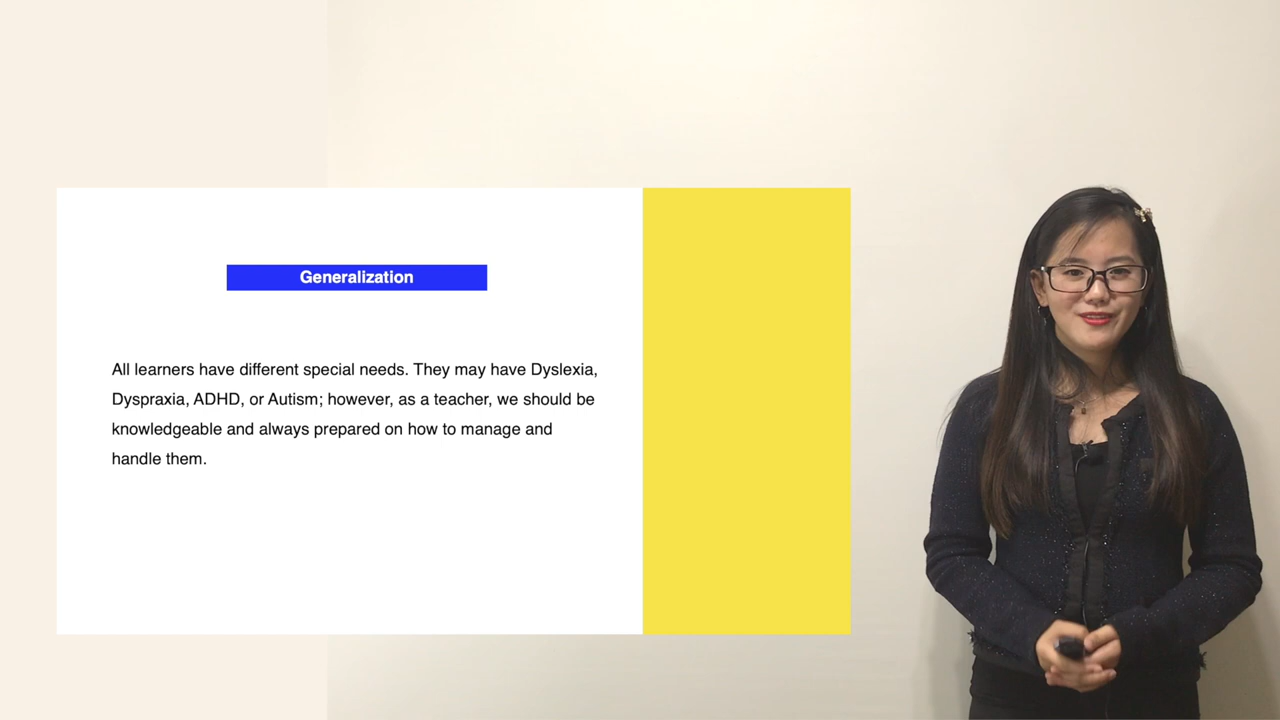 Generalization
All learners have different special needs. They may have Dyslexia,
Dyspraxia, ADHD, or Autism; however, as a teacher, we should be
knowledgeable and always prepared on how to manage and
handle them.